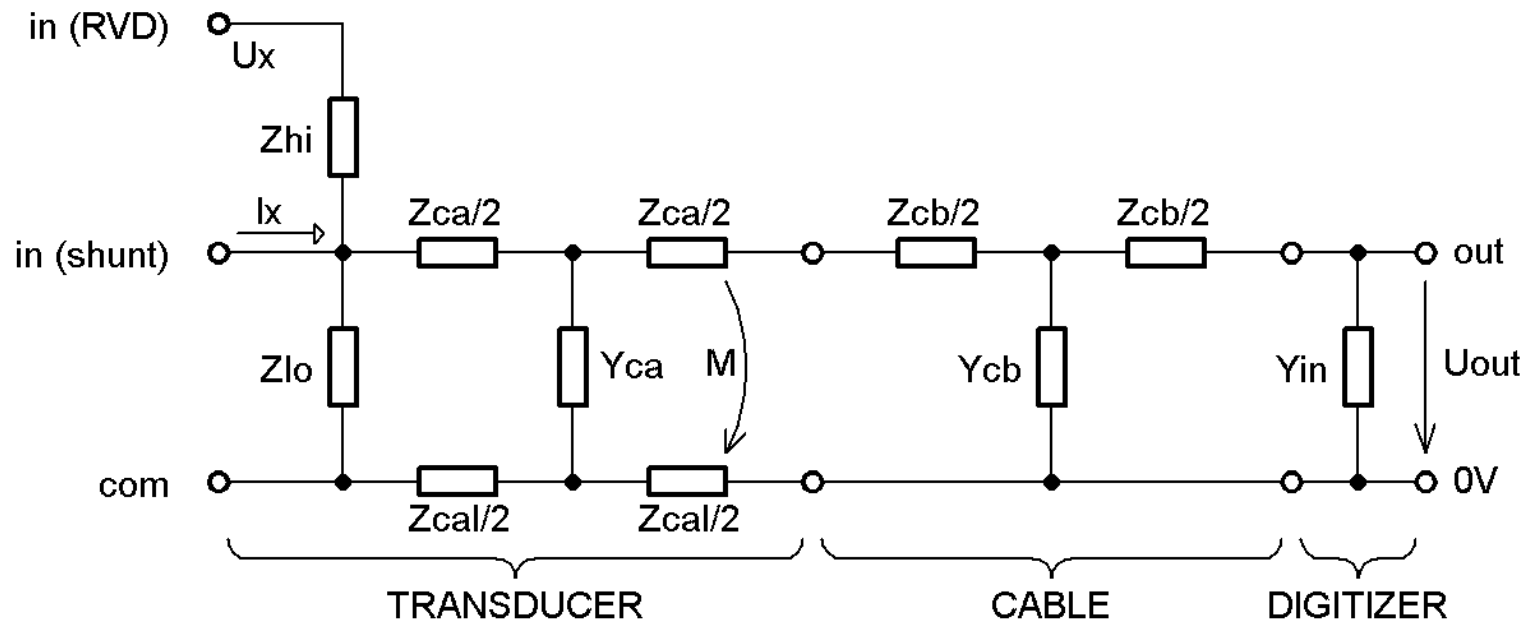 in (RVD)
Ux
Zhi
Ix
Zca/2
Zca/2
Zcb/2
Zcb/2
in (shunt)
out
Zlo
Yca
M
Ycb
Yin
Uout
com
0V
Zcal/2
Zcal/2
TRANSDUCER
CABLE
DIGITIZER